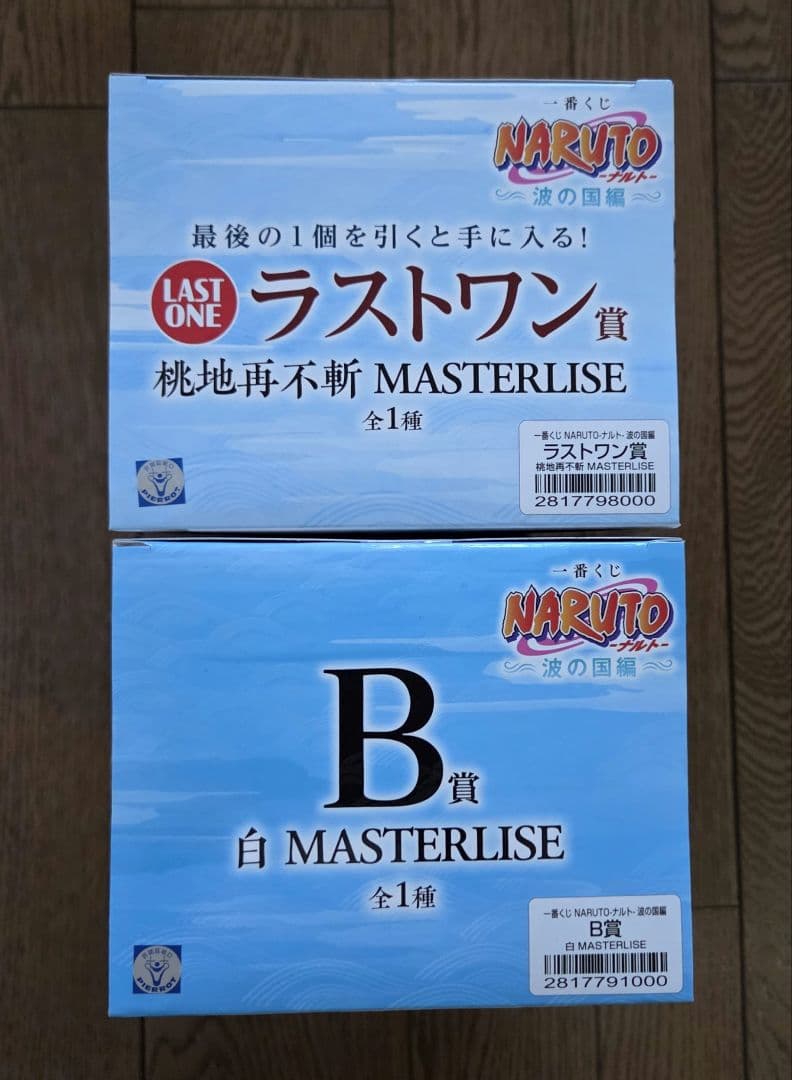 一番くじ
NARUTO
-ナルト-
波の国編
最後の1個を引くと手に入る!
LAST
ONE
ラストワン賞
桃地再不斬 MASTERLISE
全1種
一番くじ NARUTO-ナルト- 波の国編
ラストワン賞
桃地再不斬 MASTERLISE
2817798000
PIERROT
一番くじ
NARUTO
-ナルト-
波の国編
B賞
白 MASTERLISE
全1種
一番くじ NARUTO-ナルト- 波の国編
B賞
白 MASTERLISE
2817791000
PIERROT